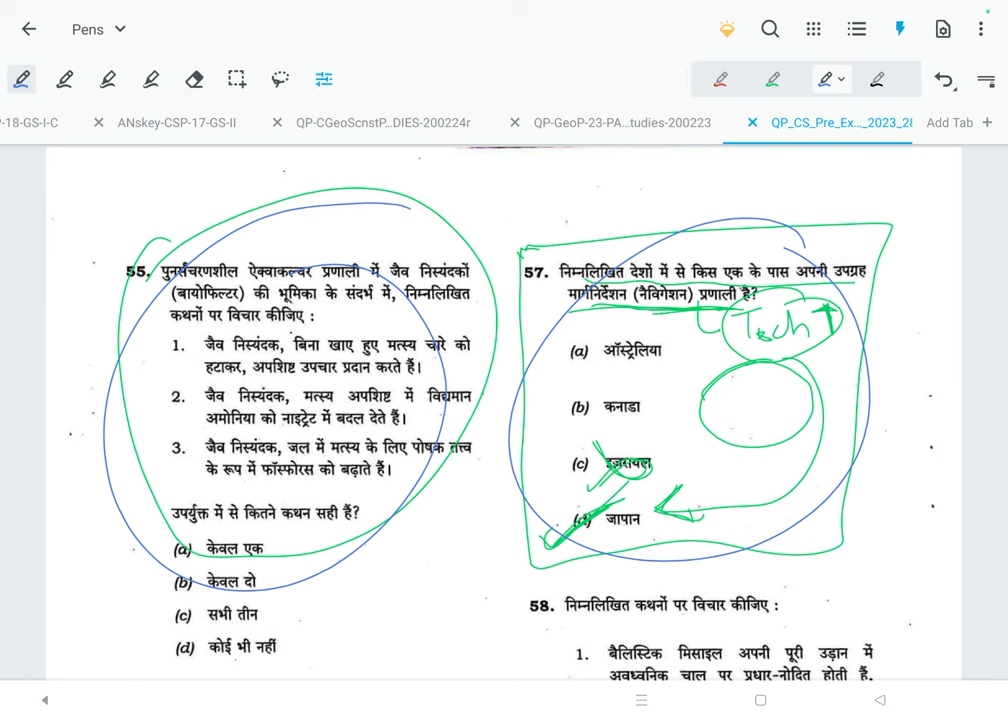 Pens
P-18-GS-I-C
ANskey-CSP-17-GS-II
QP-CGeoScnstP...DIES-200224r
QP-GeoP-23-PA...tudies-200223
QP_CS_Pre_Ex..._2023_28
Add Tab +
55. पुनर्संचरणशील ऐक्वाकल्चर प्रणाली में जैव निस्यंदकों
(बायोफिल्टर) की भूमिका के संदर्भ में, निम्नलिखित
कथनों पर विचार कीजिए :
1. जैव निस्यंदक, बिना खाए हुए मत्स्य चारे को
हटाकर, अपशिष्ट उपचार प्रदान करते हैं।
2. जैव निस्यंदक, मत्स्य अपशिष्ट में विद्यमान
अमोनिया को नाइट्रेट में बदल देते हैं।
3. जैव निस्यंदक, जल में मत्स्य के लिए पोषक तत्त्व
के रूप में फॉस्फोरस को बढ़ाते हैं।
उपर्युक्त में से कितने कथन सही हैं?
(a) केवल एक
(b) केवल दो
(c) सभी तीन
(d) कोई भी नहीं
57. निम्नलिखित देशों में से किस एक के पास अपनी उपग्रह
मार्गनिर्देशन (नैविगेशन) प्रणाली है?
Tech
(a) ऑस्ट्रेलिया
(b) कनाडा
(c) इज़रायल
(d) जापान
58. निम्नलिखित कथनों पर विचार कीजिए :
1. बैलिस्टिक मिसाइल अपनी पूरी उड़ान में
अवध्वनिक चाल पर प्रधार-नोदित होती हैं,